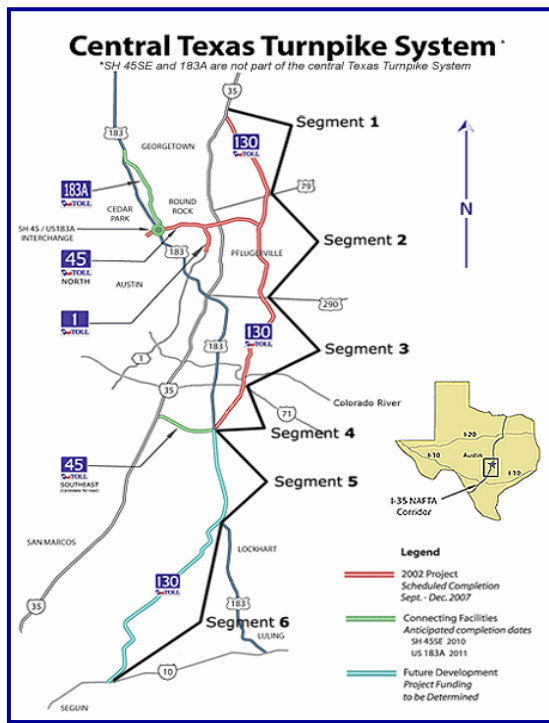 Central Texas Turnpike System*
*SH 45SE and 183A are not part of the central Texas Turnpike System
35
183
Segment 1
130
TOLL
GEORGETOWN
183A
TOLL
79
CEDAR
PARK
ROUND
ROCK
N
SH 45 / US183A
INTERCHANGE
183
Segment 2
45
TOLL
NORTH
PFLUGERVILLE
AUSTIN
290
1
TOLL
130
TOLL
183
Segment 3
1
35
Colorado River
71
Segment 4
45
TOLL
SOUTHEAST
I-20
I-10
Austin
I-10
Segment 5
I-35 NAFTA
Corridor
SAN MARCOS
LOCKHART
Legend
130
TOLL
2002 Project
Scheduled Completion
Sept. - Dec. 2007
35
183
Segment 6
Connecting Facilities
Anticipated completion dates
SH 45SE 2010
US 183A 2011
LULING
10
Future Development
Project Funding
to be Determined
SEGUIN